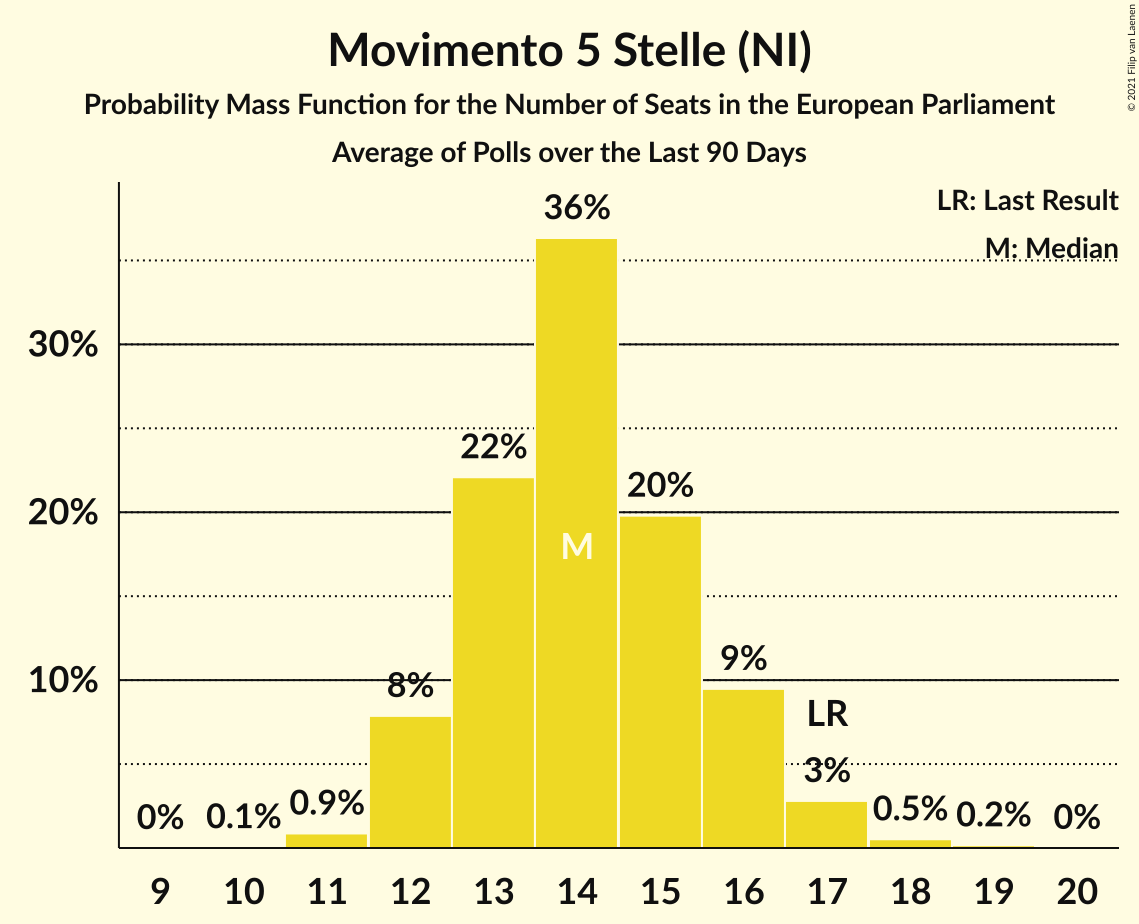 Movimento 5 Stelle (NI)
Probability Mass Function for the Number of Seats in the European Parliament
Average of Polls over the Last 90 Days
© 2021 Filip van Laenen
LR: Last Result
M: Median
36%
30%
22%
20%
20%
M
10%
8%
9%
LR
3%
0%
0.1%
0.9%
0.5%
0.2%
0%
9 10 11 12 13 14 15 16 17 18 19 20